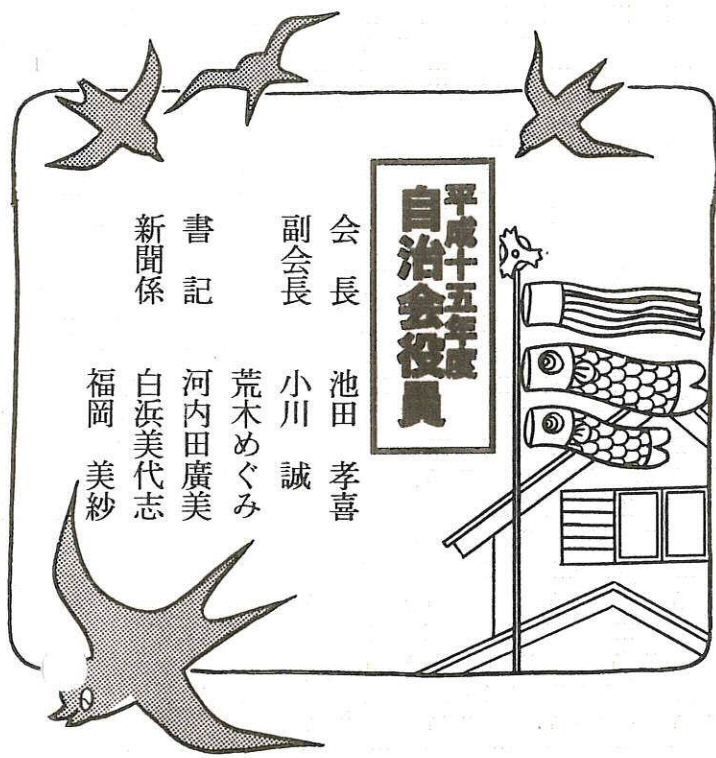 平成十五年度
自治会役員
会長 池田 孝喜
副会長 小川 誠
荒木めぐみ
書記 河内田廣美
新聞係 白浜美代志
福岡 美紗